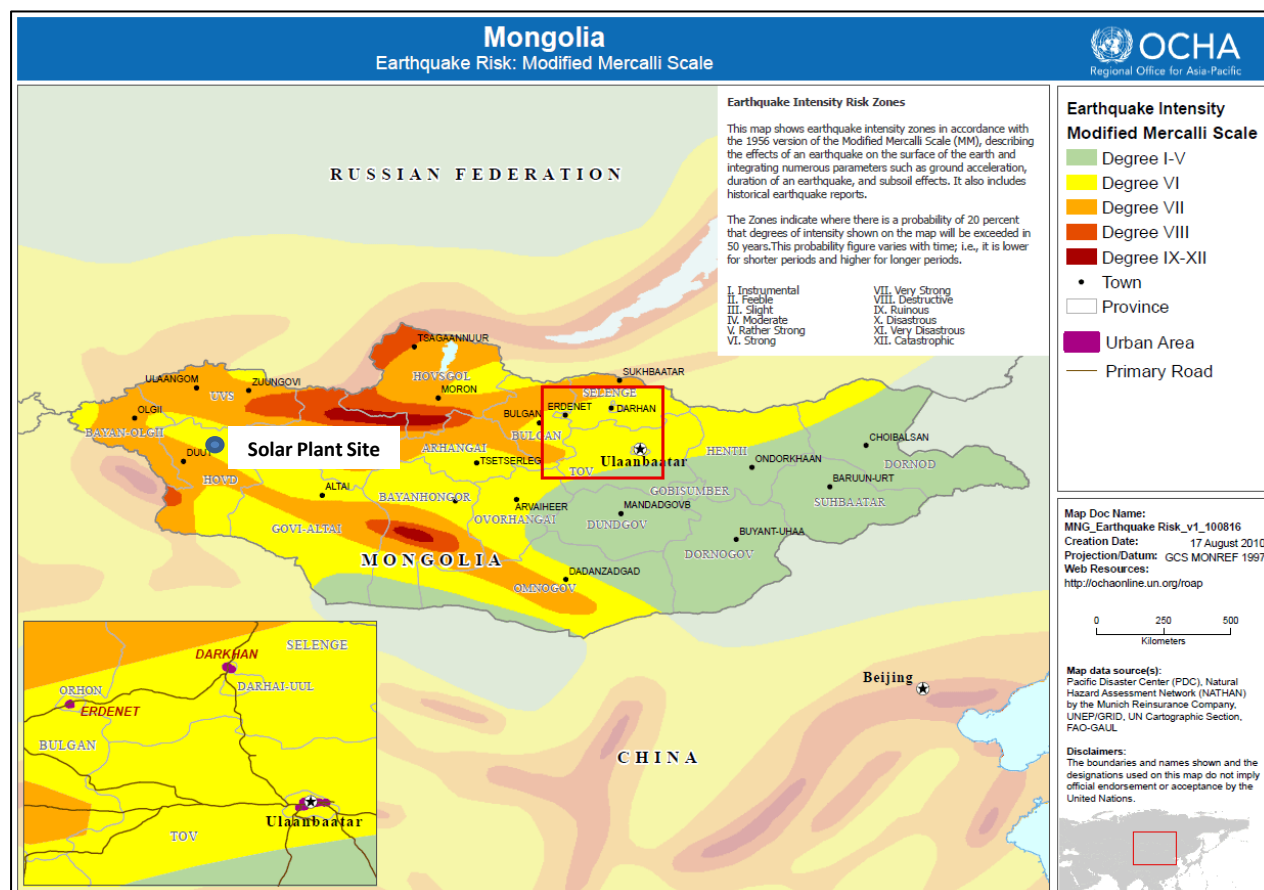 Mongolia
Earthquake Risk: Modified Mercalli Scale
OCHA
Regional Office for Asia-Pacific
Earthquake Intensity Risk Zones
This map shows earthquake intensity zones in accordance with
the 1956 version of the Modified Mercalli Scale (MM), describing
the effects of an earthquake on the surface of the earth and
integrating numerous parameters such as ground acceleration,
duration of an earthquake, and subsoil effects. It also includes
historical earthquake reports.
The Zones indicate where there is a probability of 20 percent
that degrees of intensity shown on the map will be exceeded in
50 years.This probability figure varies with time; i.e., it is lower
for shorter periods and higher for longer periods.
I. Instrumental
II. Feeble
III. Slight
IV. Moderate
V. Rather Strong
VI. Strong
VII. Very Strong
VIII. Destructive
IX. Ruinous
X. Disastrous
XI. Very Disastrous
XII. Catastrophic
Earthquake Intensity
Modified Mercalli Scale
Degree I-V
Degree VI
Degree VII
Degree VIII
Degree IX-XII
Town
Province
Urban Area
Primary Road
RUSSIAN FEDERATION
TSAGAANNUUR
HOVSGOL
MORON
ULAANGOM
ZUUNGOVI
UVS
OLGII
BAYAN-OLGII
SUKHBAATAR
SELENGE
ERDENET
DARHAN
BULGAN
BULGAN
Solar Plant Site
DUUT
HOVD
ARHANGAI
TSETSERLEG
Ulaanbaatar
TOV
HENTII
CHOIBALSAN
DORNOD
ONDORKHAAN
BARUUN-URT
SUHBAATAR
ALTAI
BAYANHONGOR
ARVAIHEER
OVORHANGAI
GOBISUMBER
MANDADGOVB
DUNDGOV
GOVI-ALTAI
BUYANT-UHAA
DORNOGOV
MONGOLIA
DADANZADGAD
OMNOGOV
Beijing
CHINA
SELENGE
DARKHAN
DARHAI-UUL
ORHON
ERDENET
BULGAN
Ulaanbaatar
TOV
Map Doc Name:
MNG_Earthquake Risk_v1_100816
Creation Date: 17 August 2010
Projection/Datum: GCS MONREF 1997
Web Resources:
http://ochaonline.un.org/roap
0 250 500
Kilometers
Map data source(s):
Pacific Disaster Center (PDC), Natural
Hazard Assessment Network (NATHAN)
by the Munich Reinsurance Company,
UNEP/GRID, UN Cartographic Section,
FAO-GAUL
Disclaimers:
The boundaries and names shown and the
designations used on this map do not imply
official endorsement or acceptance by the
United Nations.